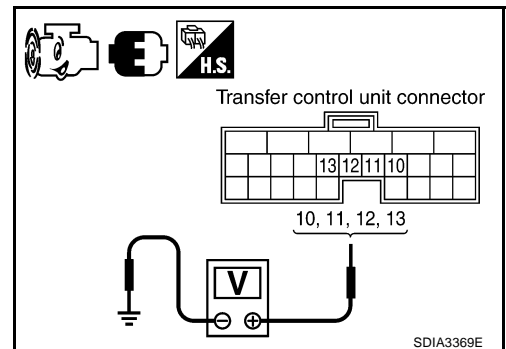 H.S.
Transfer control unit connector
13 12 11 10
10, 11, 12, 13
V
− +
SDIA3369E